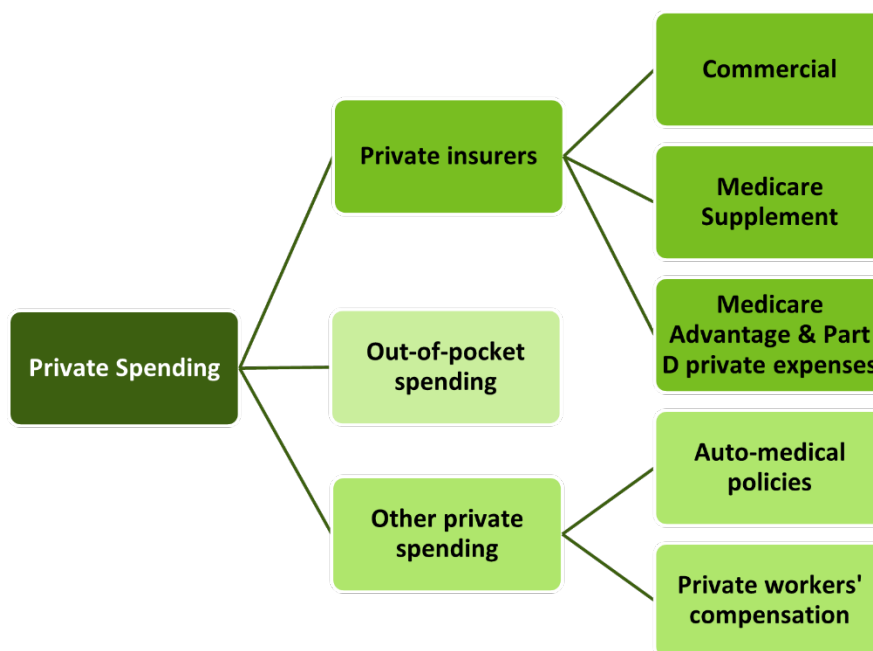 Commercial
Private insurers
Medicare
Supplement
Medicare
Advantage & Part
D private expenses
Private Spending
Out-of-pocket
spending
Auto-medical
policies
Other private
spending
Private workers'
compensation